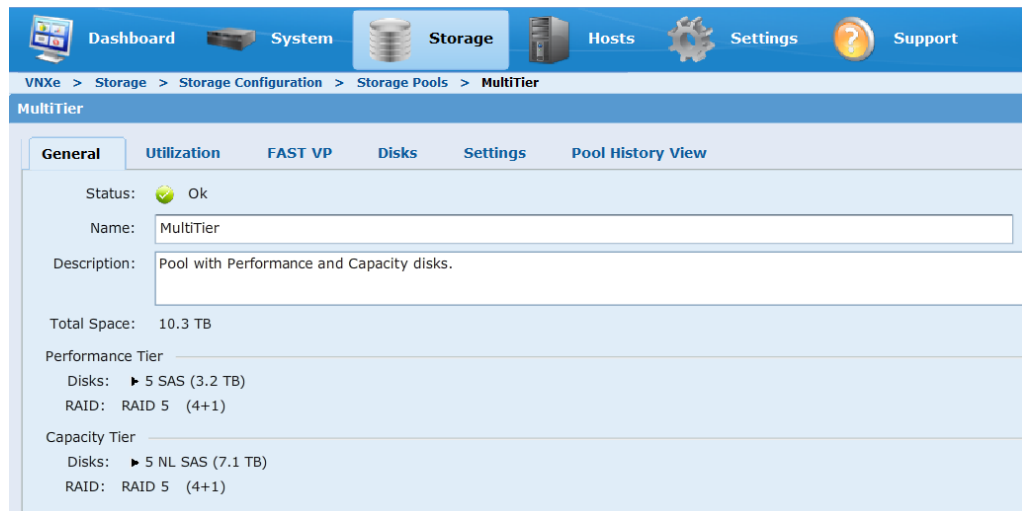 Dashboard System Storage Hosts Settings Support
VNXe > Storage > Storage Configuration > Storage Pools > MultiTier
MultiTier
General Utilization FAST VP Disks Settings Pool History View
Status: Ok
Name: MultiTier
Description: Pool with Performance and Capacity disks.
Total Space: 10.3 TB
Performance Tier
Disks: 5 SAS (3.2 TB)
RAID: RAID 5 (4+1)
Capacity Tier
Disks: 5 NL SAS (7.1 TB)
RAID: RAID 5 (4+1)